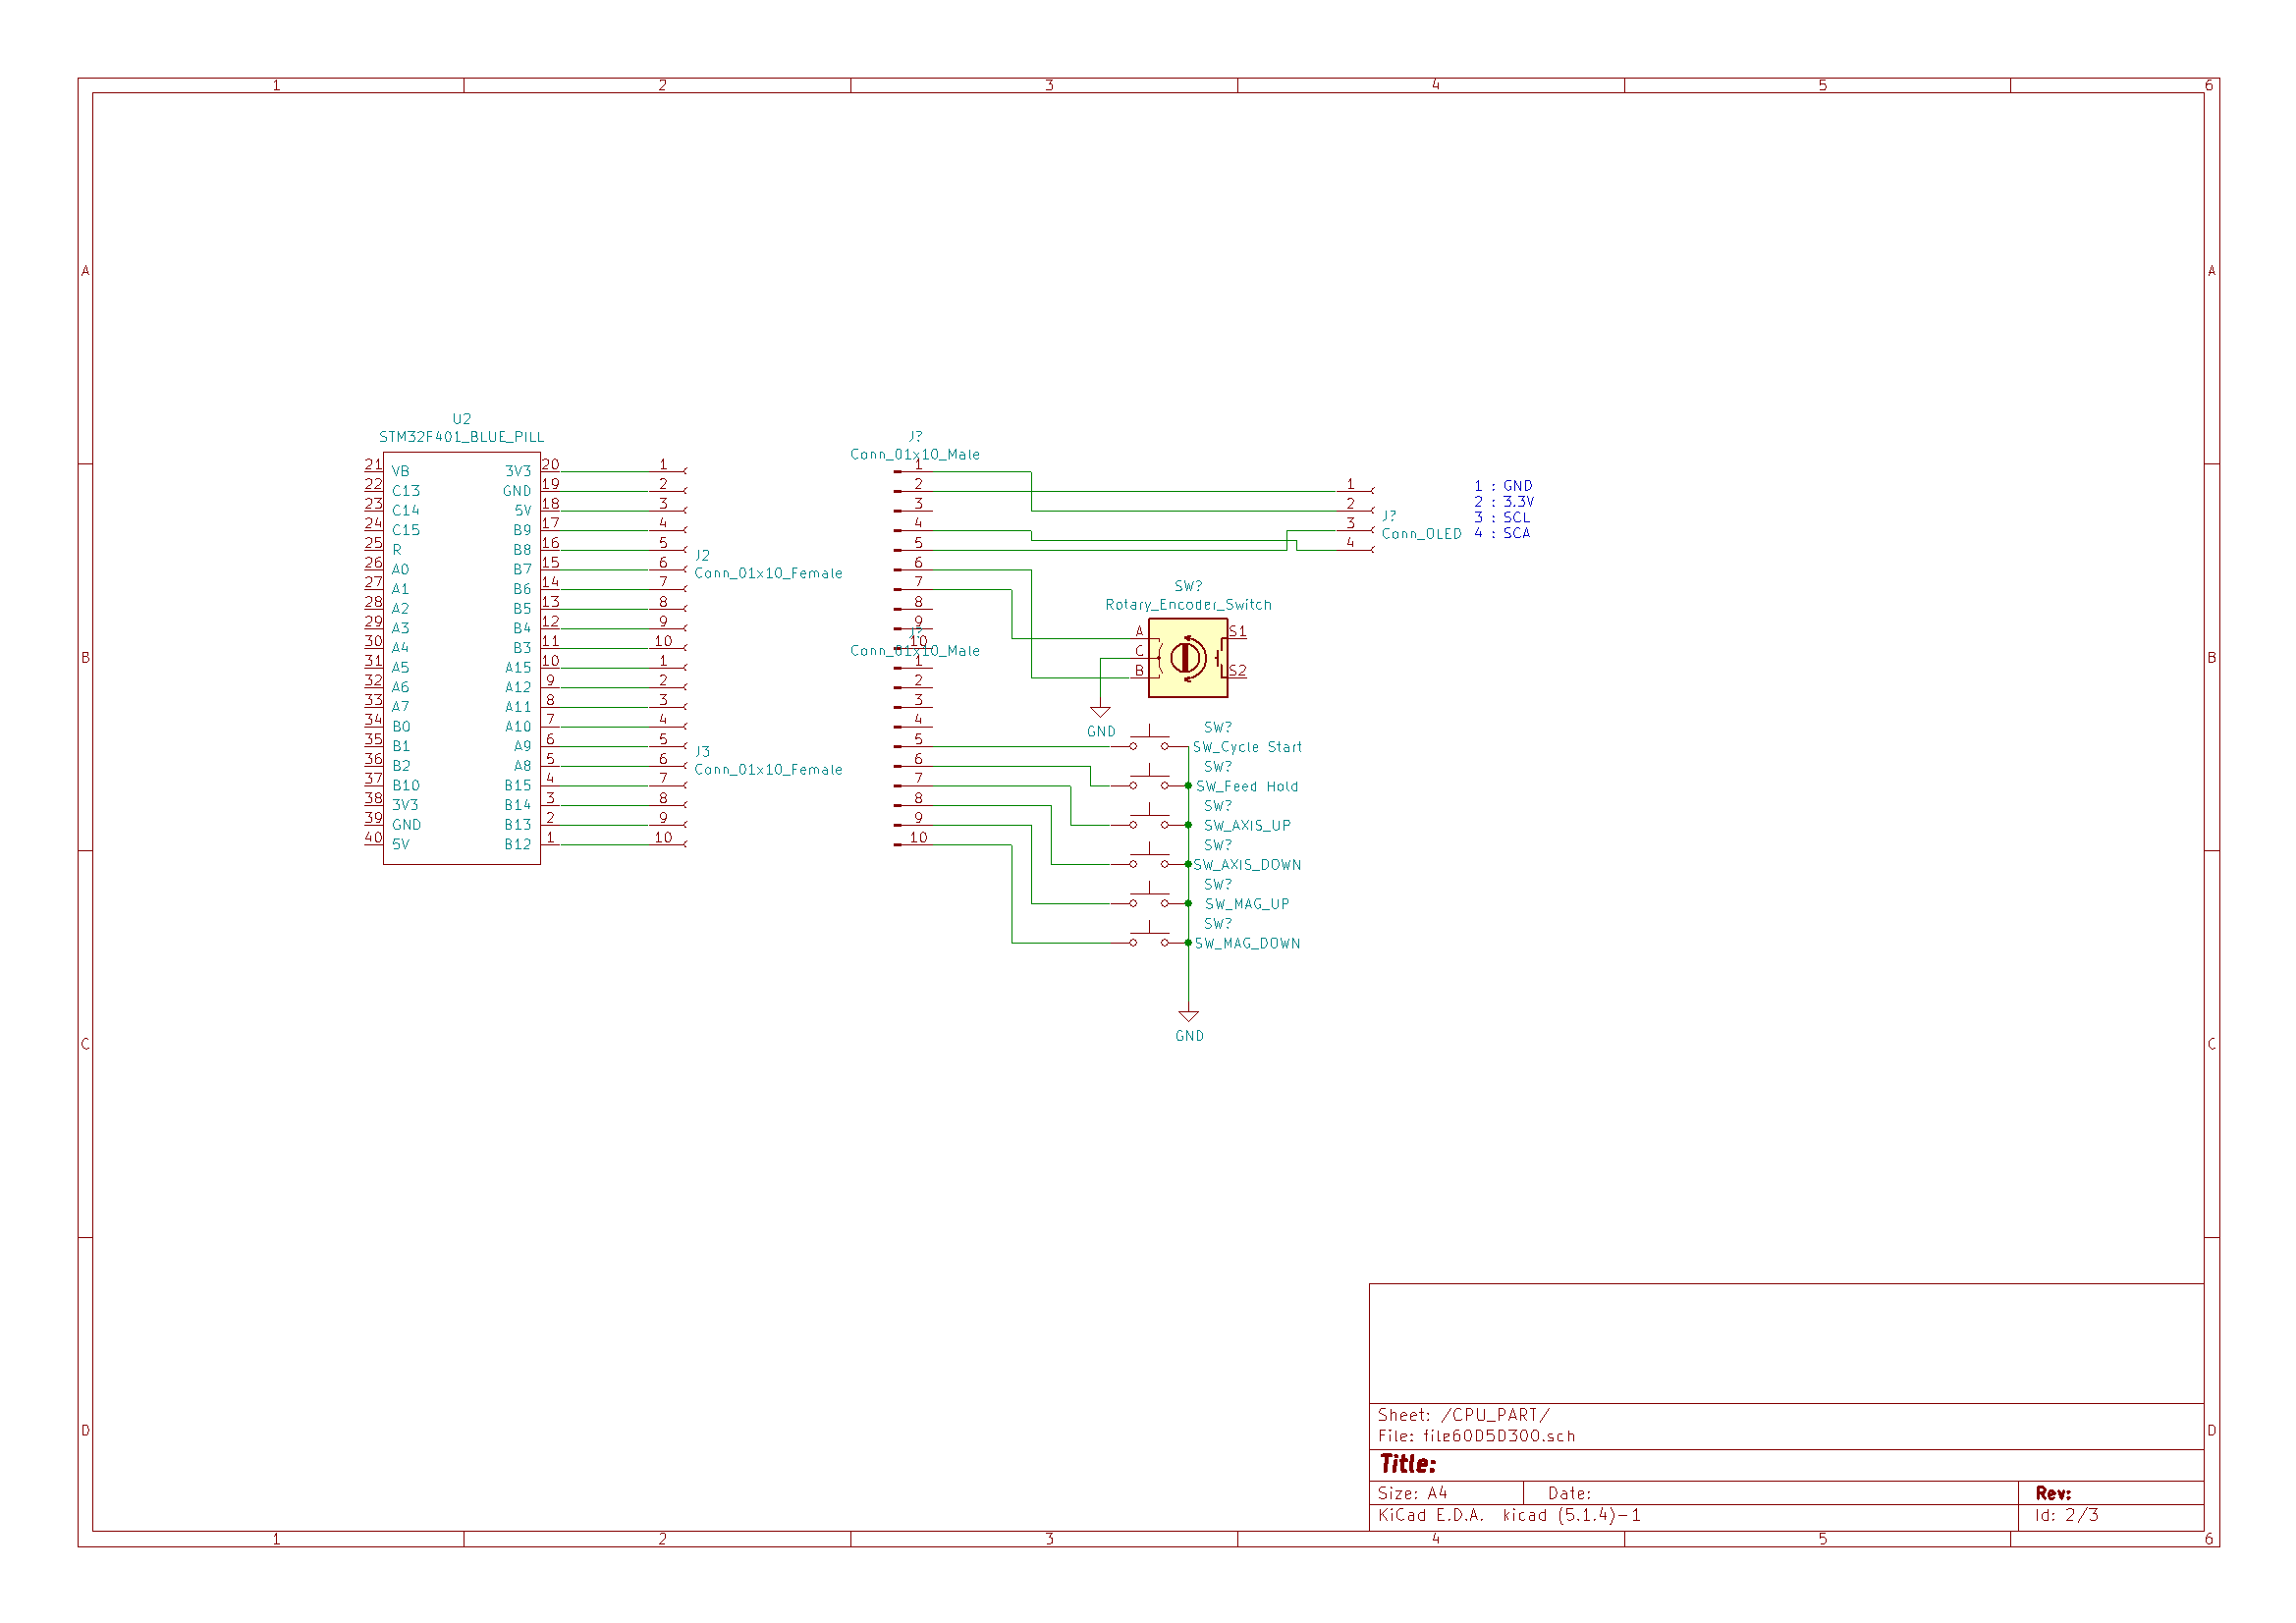 1 2 3 4 5 6
A A
B B
C C
D D
U2
STM32F401_BLUE_PILL
21 VB 3V3 20 1
22 C13 GND 19 2
23 C14 5V 18 3
24 C15 B9 17 4
25 R B8 16 5
26 A0 B7 15 6
27 A1 B6 14 7
28 A2 B5 13 8
29 A3 B4 12 9
30 A4 B3 11 10
31 A5 A15 10 1
32 A6 A12 9 2
33 A7 A11 8 3
34 B0 A10 7 4
35 B1 A9 6 5
36 B2 A8 5 6
37 B10 B15 4 7
38 3V3 B14 3 8
39 GND B13 2 9
40 5V B12 1 10
J2
Conn_01x10_Female
J3
Conn_01x10_Female
J?
Conn_01x10_Male
1
2
3
4
5
6
7
8
9
10
J?
Conn_01x10_Male
1
2
3
4
5
6
7
8
9
10
1
2
3
4
J?
Conn_OLED
1 : GND
2 : 3.3V
3 : SCL
4 : SCA
SW?
Rotary_Encoder_Switch
A S1
C
B S2
GND
SW?
SW_Cycle Start
SW?
SW_Feed Hold
SW?
SW_AXIS_UP
SW?
SW_AXIS_DOWN
SW?
SW_MAG_UP
SW?
SW_MAG_DOWN
GND
Sheet: /CPU_PART/
File: file60D5D300.sch
Title:
Size: A4 Date: Rev:
KiCad E.D.A. kicad (5.1.4)-1 Id: 2/3
1 2 3 4 5 6